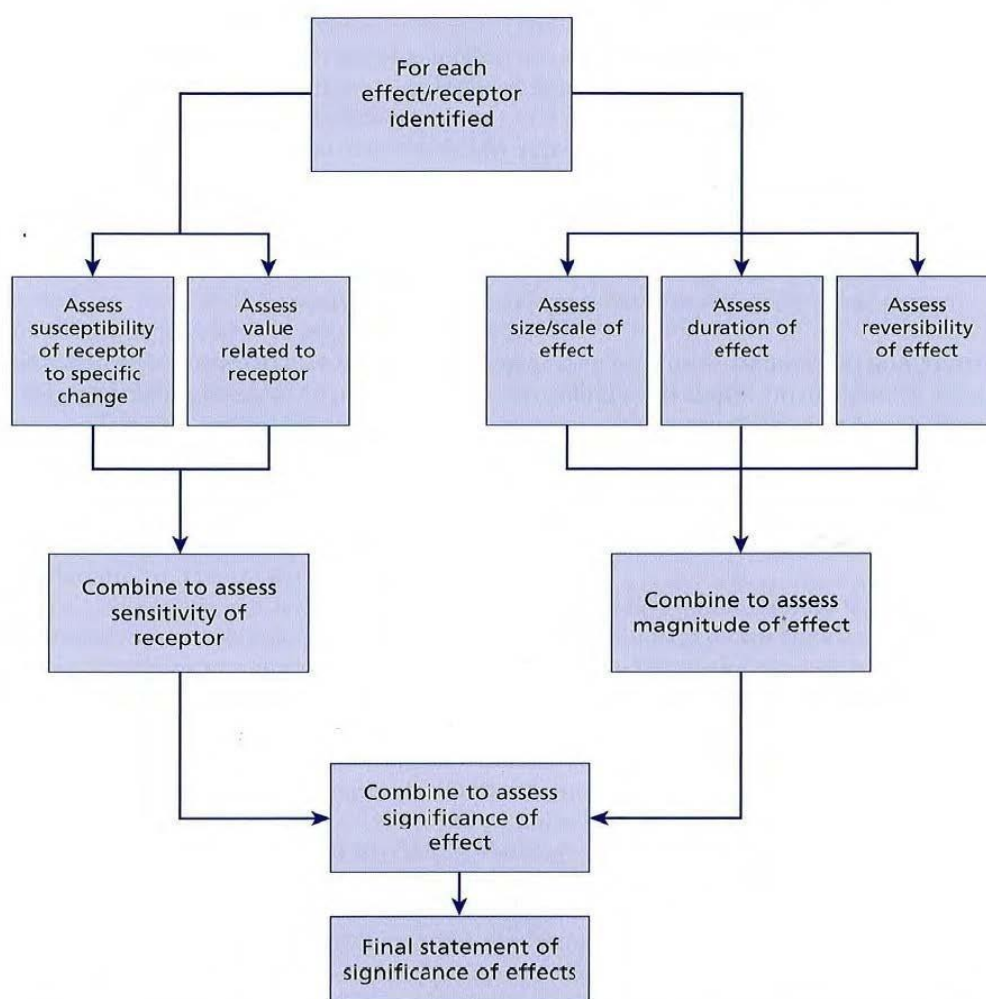 For each
effect/receptor
identified
Assess
susceptibility
of receptor
to specific
change
Assess
value
related to
receptor
Assess
size/scale of
effect
Assess
duration of
effect
Assess
reversibility
of effect
Combine to assess
sensitivity of
receptor
Combine to assess
magnitude of effect
Combine to assess
significance of
effect
Final statement of
significance of effects